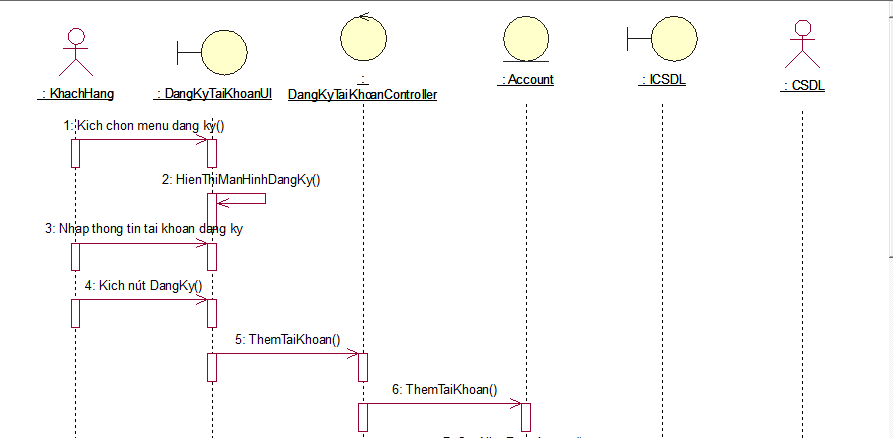 : KhachHang
: DangKyTaiKhoanUI
:
DangKyTaiKhoanController
: Account
: ICSDL
: CSDL
1: Kich chon menu dang ky()
2: HienThiManHinhDangKy()
3: Nhap thong tin tai khoan dang ky
4: Kich nút DangKy()
5: ThemTaiKhoan()
6: ThemTaiKhoan()